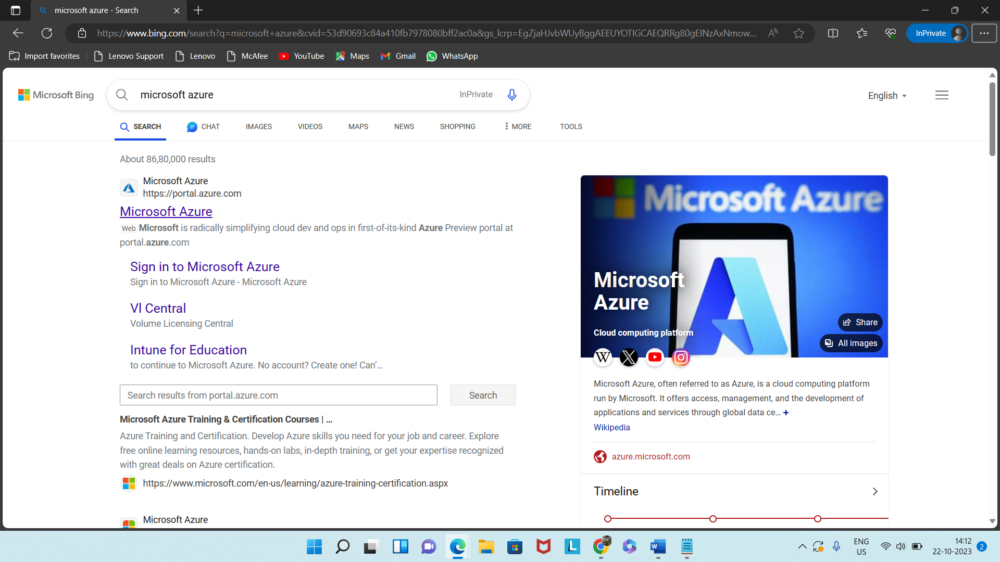 microsoft azure - Search
https://www.bing.com/search?q=microsoft+azure&cvid=53d90693c84a410fb7978080bff2ac0a&gs_lcrp=EgZjaHJvbWUyBggAEEUYOTIGCAEQRRg80gEINzAxNmow...
InPrivate
Import favorites
Lenovo Support
Lenovo
McAfee
YouTube
Maps
Gmail
WhatsApp
Microsoft Bing
microsoft azure
InPrivate
English
SEARCH
CHAT
IMAGES
VIDEOS
MAPS
NEWS
SHOPPING
MORE
TOOLS
About 86,80,000 results
Microsoft Azure
https://portal.azure.com
Microsoft Azure
Web Microsoft is radically simplifying cloud dev and ops in first-of-its-kind Azure Preview portal at
portal.azure.com
Sign in to Microsoft Azure
Sign in to Microsoft Azure - Microsoft Azure
Vl Central
Volume Licensing Central
Intune for Education
to continue to Microsoft Azure. No account? Create one! Can’...
Search results from portal.azure.com
Search
Microsoft Azure Training & Certification Courses | ...
Azure Training and Certification. Develop Azure skills you need for your job and career. Explore
free online learning resources, hands-on labs, in-depth training, or get your expertise recognized
with great deals on Azure certification.
https://www.microsoft.com/en-us/learning/azure-training-certification.aspx
Microsoft Azure
Microsoft Azure
Microsoft
Azure
Cloud computing platform
Share
All images
W
Microsoft Azure, often referred to as Azure, is a cloud computing platform
run by Microsoft. It offers access, management, and the development of
applications and services through global data ce... +
Wikipedia
azure.microsoft.com
Timeline
L
W
ENG
US
14:12
22-10-2023
2